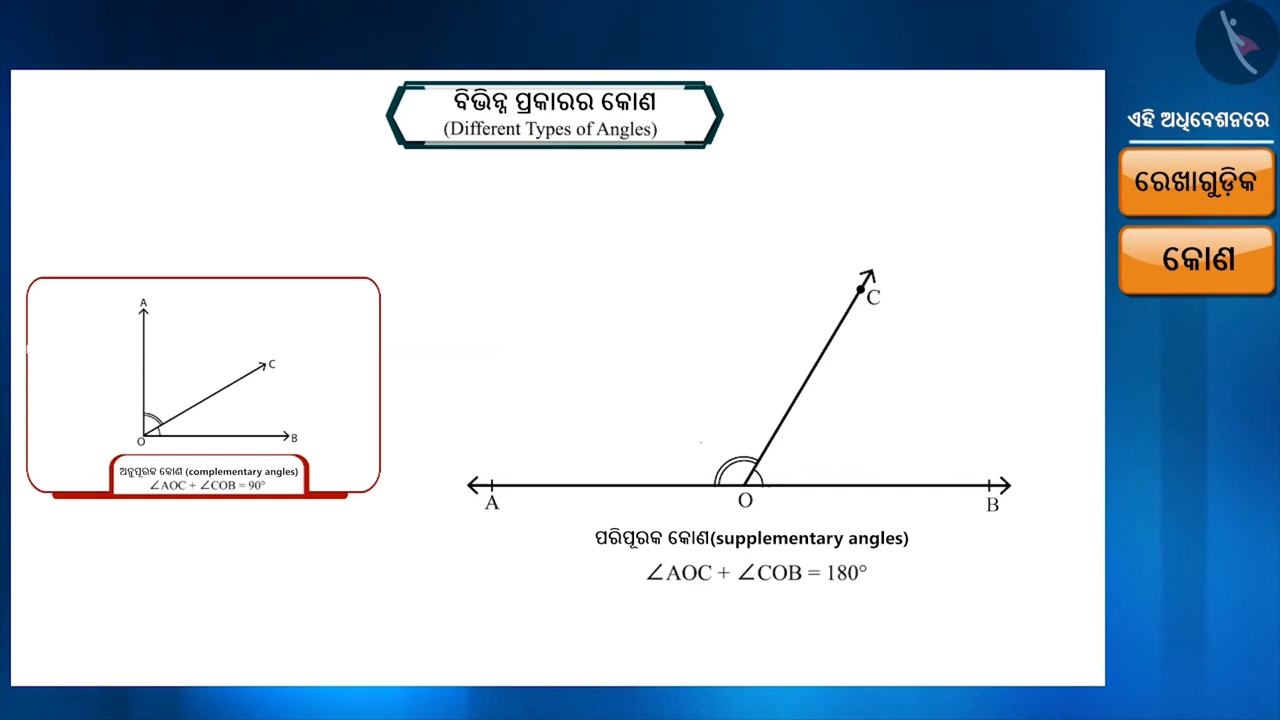 ବିଭିନ୍ନ ପ୍ରକାରର କୋଣ
(Different Types of Angles)
ଏହି ଅଧିବେଶନରେ
ରେଖାଗୁଡ଼ିକ
କୋଣ
A
C
O
B
ଅନୁପୂରକ କୋଣ (complementary angles)
∠AOC + ∠COB = 90°
C
A
O
B
ପରିପୂରକ କୋଣ(supplementary angles)
∠AOC + ∠COB = 180°